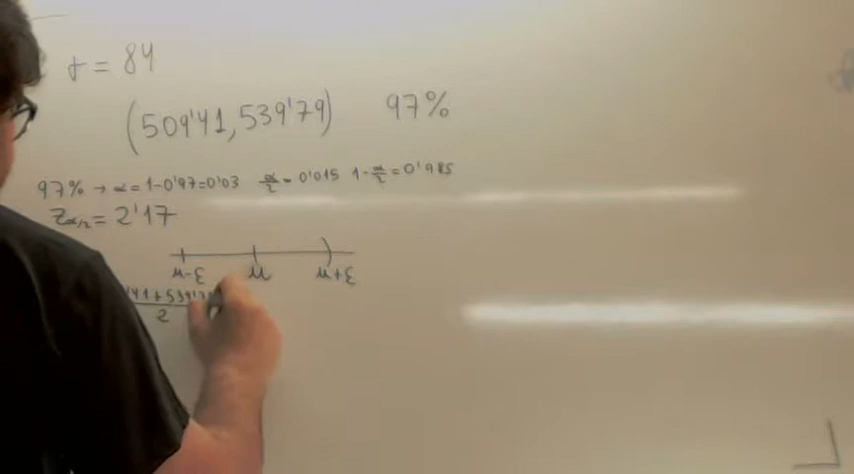 σ = 84
(509'41, 539'79) 97%
97% → α = 1-0'97=0'03 α/2 = 0'015 1-α/2 = 0'985
Zα/2 = 2'17
μ-ε μ μ+ε
'41+539'7
2